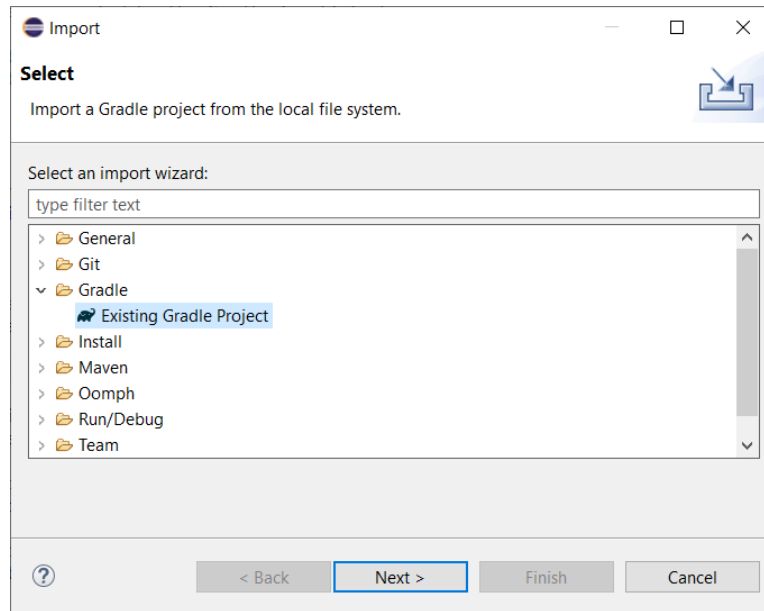 Import
Select
Import a Gradle project from the local file system.
Select an import wizard:
type filter text
General
Git
Gradle
Existing Gradle Project
Install
Maven
Oomph
Run/Debug
Team
< Back
Next >
Finish
Cancel